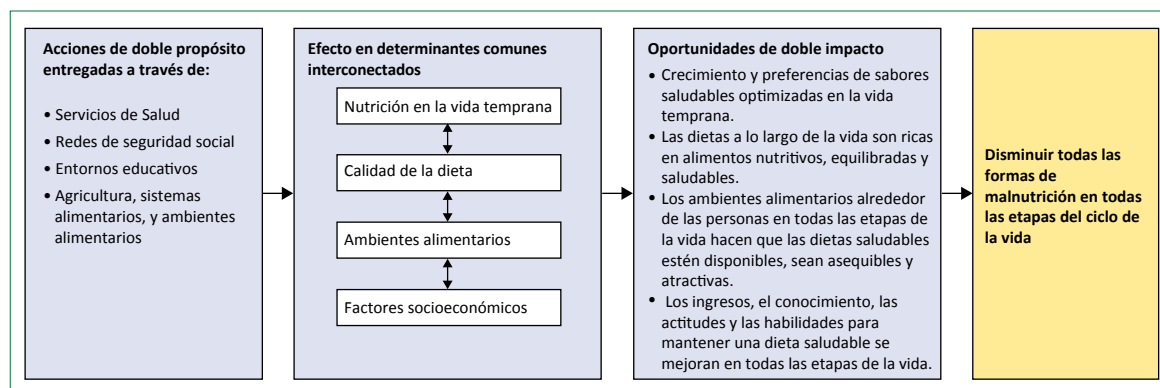 Acciones de doble propósito
entregadas a través de:
• Servicios de Salud
• Redes de seguridad social
• Entornos educativos
• Agricultura, sistemas
alimentarios, y ambientes
alimentarios
Efecto en determinantes comunes
interconectados
Nutrición en la vida temprana
Calidad de la dieta
Ambientes alimentarios
Factores socioeconómicos
Oportunidades de doble impacto
• Crecimiento y preferencias de sabores
saludables optimizadas en la vida
temprana.
• Las dietas a lo largo de la vida son ricas
en alimentos nutritivos, equilibradas y
saludables.
• Los ambientes alimentarios alrededor
de las personas en todas las etapas de
la vida hacen que las dietas saludables
estén disponibles, sean asequibles y
atractivas.
• Los ingresos, el conocimiento, las
actitudes y las habilidades para
mantener una dieta saludable se
mejoran en todas las etapas de la vida.
Disminuir todas las
formas de
malnutrición en todas
las etapas del ciclo de
la vida